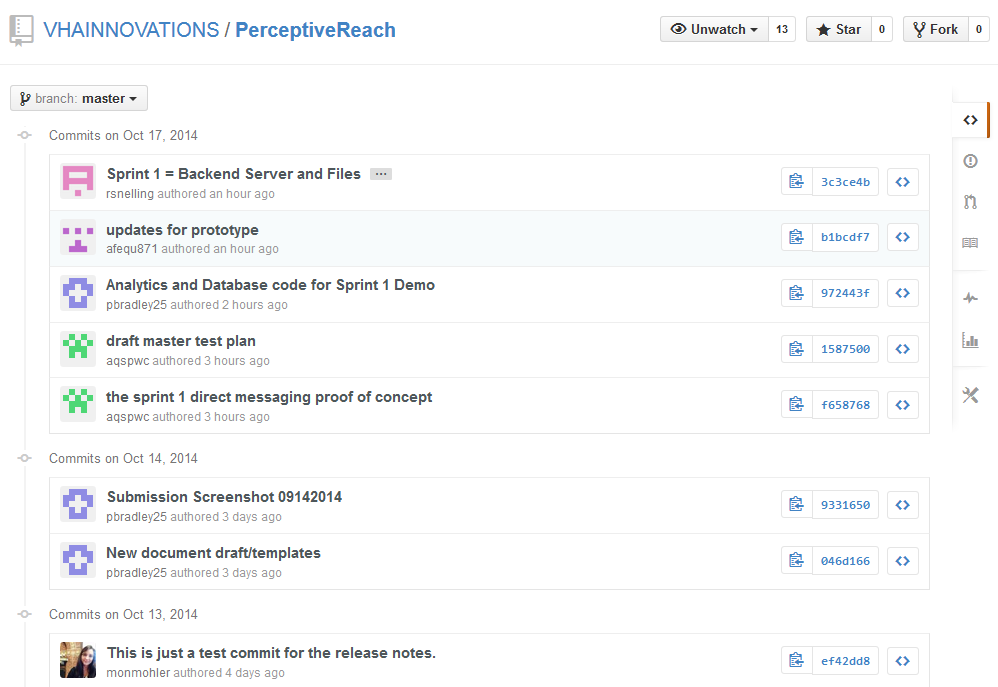 VHAINNOVATIONS / PerceptiveReach
Unwatch 13 Star 0 Fork 0
branch: master
Commits on Oct 17, 2014
Sprint 1 = Backend Server and Files ...
rsnelling authored an hour ago
3c3ce4b
updates for prototype
afequ871 authored an hour ago
b1bcdf7
Analytics and Database code for Sprint 1 Demo
pbradley25 authored 2 hours ago
972443f
draft master test plan
aqspwc authored 3 hours ago
1587500
the sprint 1 direct messaging proof of concept
aqspwc authored 3 hours ago
f658768
Commits on Oct 14, 2014
Submission Screenshot 09142014
pbradley25 authored 3 days ago
9331650
New document draft/templates
pbradley25 authored 3 days ago
046d166
Commits on Oct 13, 2014
This is just a test commit for the release notes.
monmohler authored 4 days ago
ef42dd8